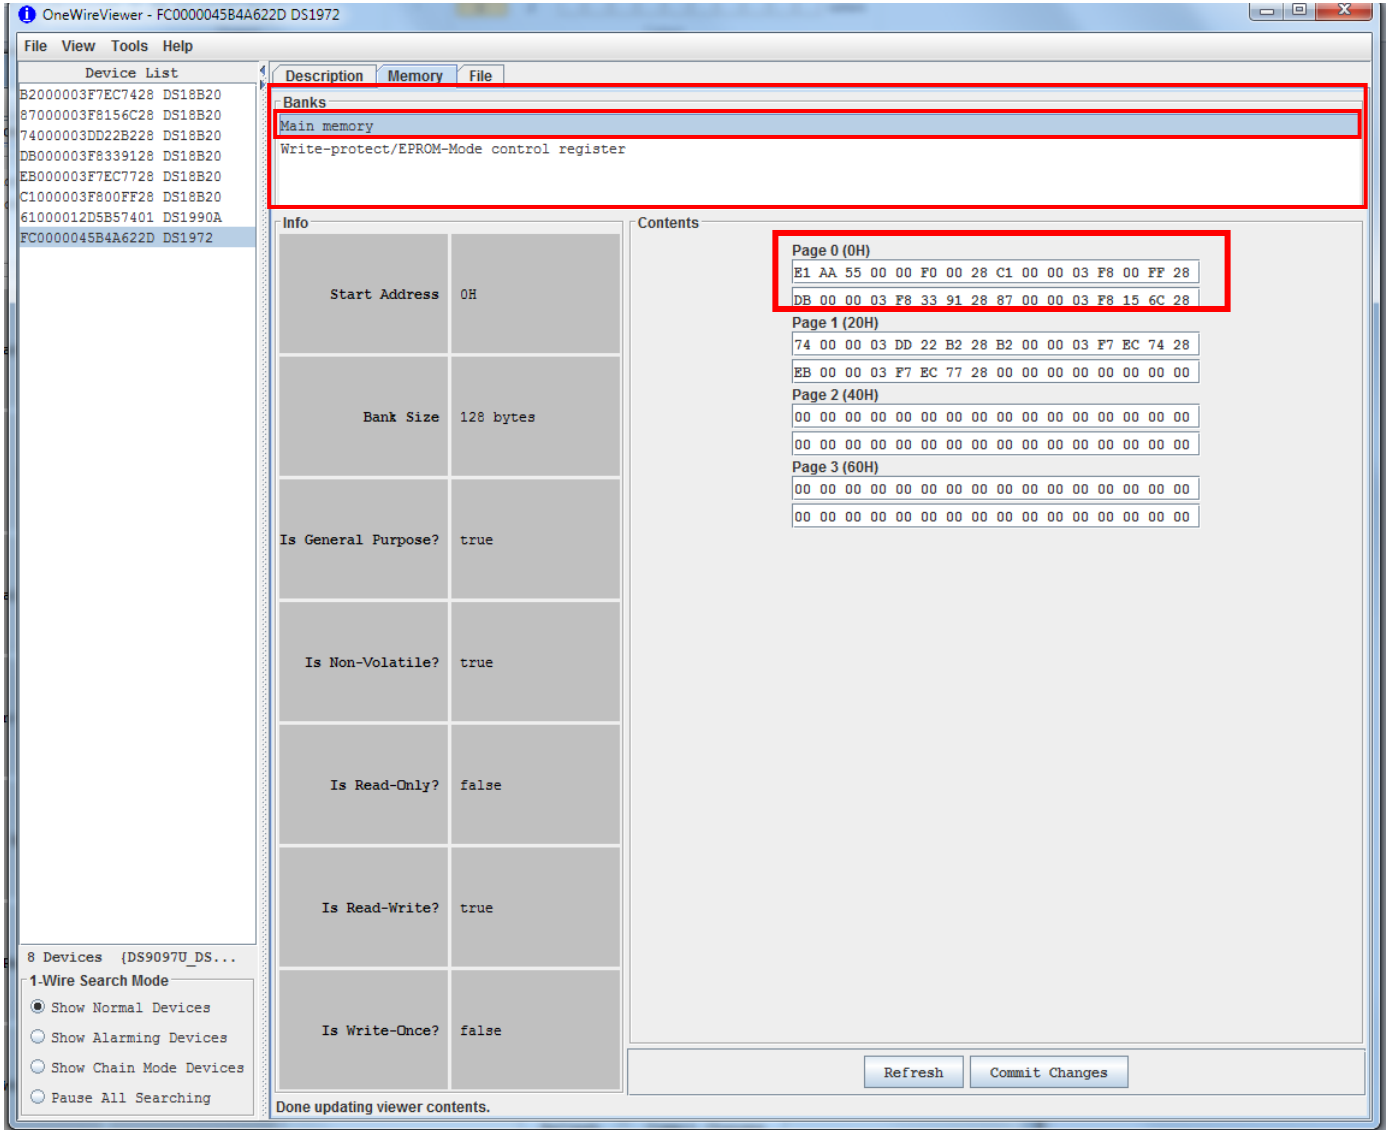 OneWireViewer - FC0000045B4A622D DS1972
File View Tools Help
Device List
B2000003F7EC7428 DS18B20
87000003F8156C28 DS18B20
74000003DD22B228 DS18B20
DB000003F8339128 DS18B20
EB000003F7EC7728 DS18B20
C1000003F800FF28 DS18B20
61000012D5B57401 DS1990A
FC0000045B4A622D DS1972
8 Devices {DS9097U_DS...
1-Wire Search Mode
Show Normal Devices
Show Alarming Devices
Show Chain Mode Devices
Pause All Searching
Description Memory File
Banks
Main memory
Write-protect/EPROM-Mode control register
Info
Start Address 0H
Bank Size 128 bytes
Is General Purpose? true
Is Non-Volatile? true
Is Read-Only? false
Is Read-Write? true
Is Write-Once? false
Contents
Page 0 (0H)
E1 AA 55 00 00 F0 00 28 C1 00 00 03 F8 00 FF 28
DB 00 00 03 F8 33 91 28 87 00 00 03 F8 15 6C 28
Page 1 (20H)
74 00 00 03 DD 22 B2 28 B2 00 00 03 F7 EC 74 28
EB 00 00 03 F7 EC 77 28 00 00 00 00 00 00 00 00
Page 2 (40H)
00 00 00 00 00 00 00 00 00 00 00 00 00 00 00 00
00 00 00 00 00 00 00 00 00 00 00 00 00 00 00 00
Page 3 (60H)
00 00 00 00 00 00 00 00 00 00 00 00 00 00 00 00
00 00 00 00 00 00 00 00 00 00 00 00 00 00 00 00
Refresh Commit Changes
Done updating viewer contents.